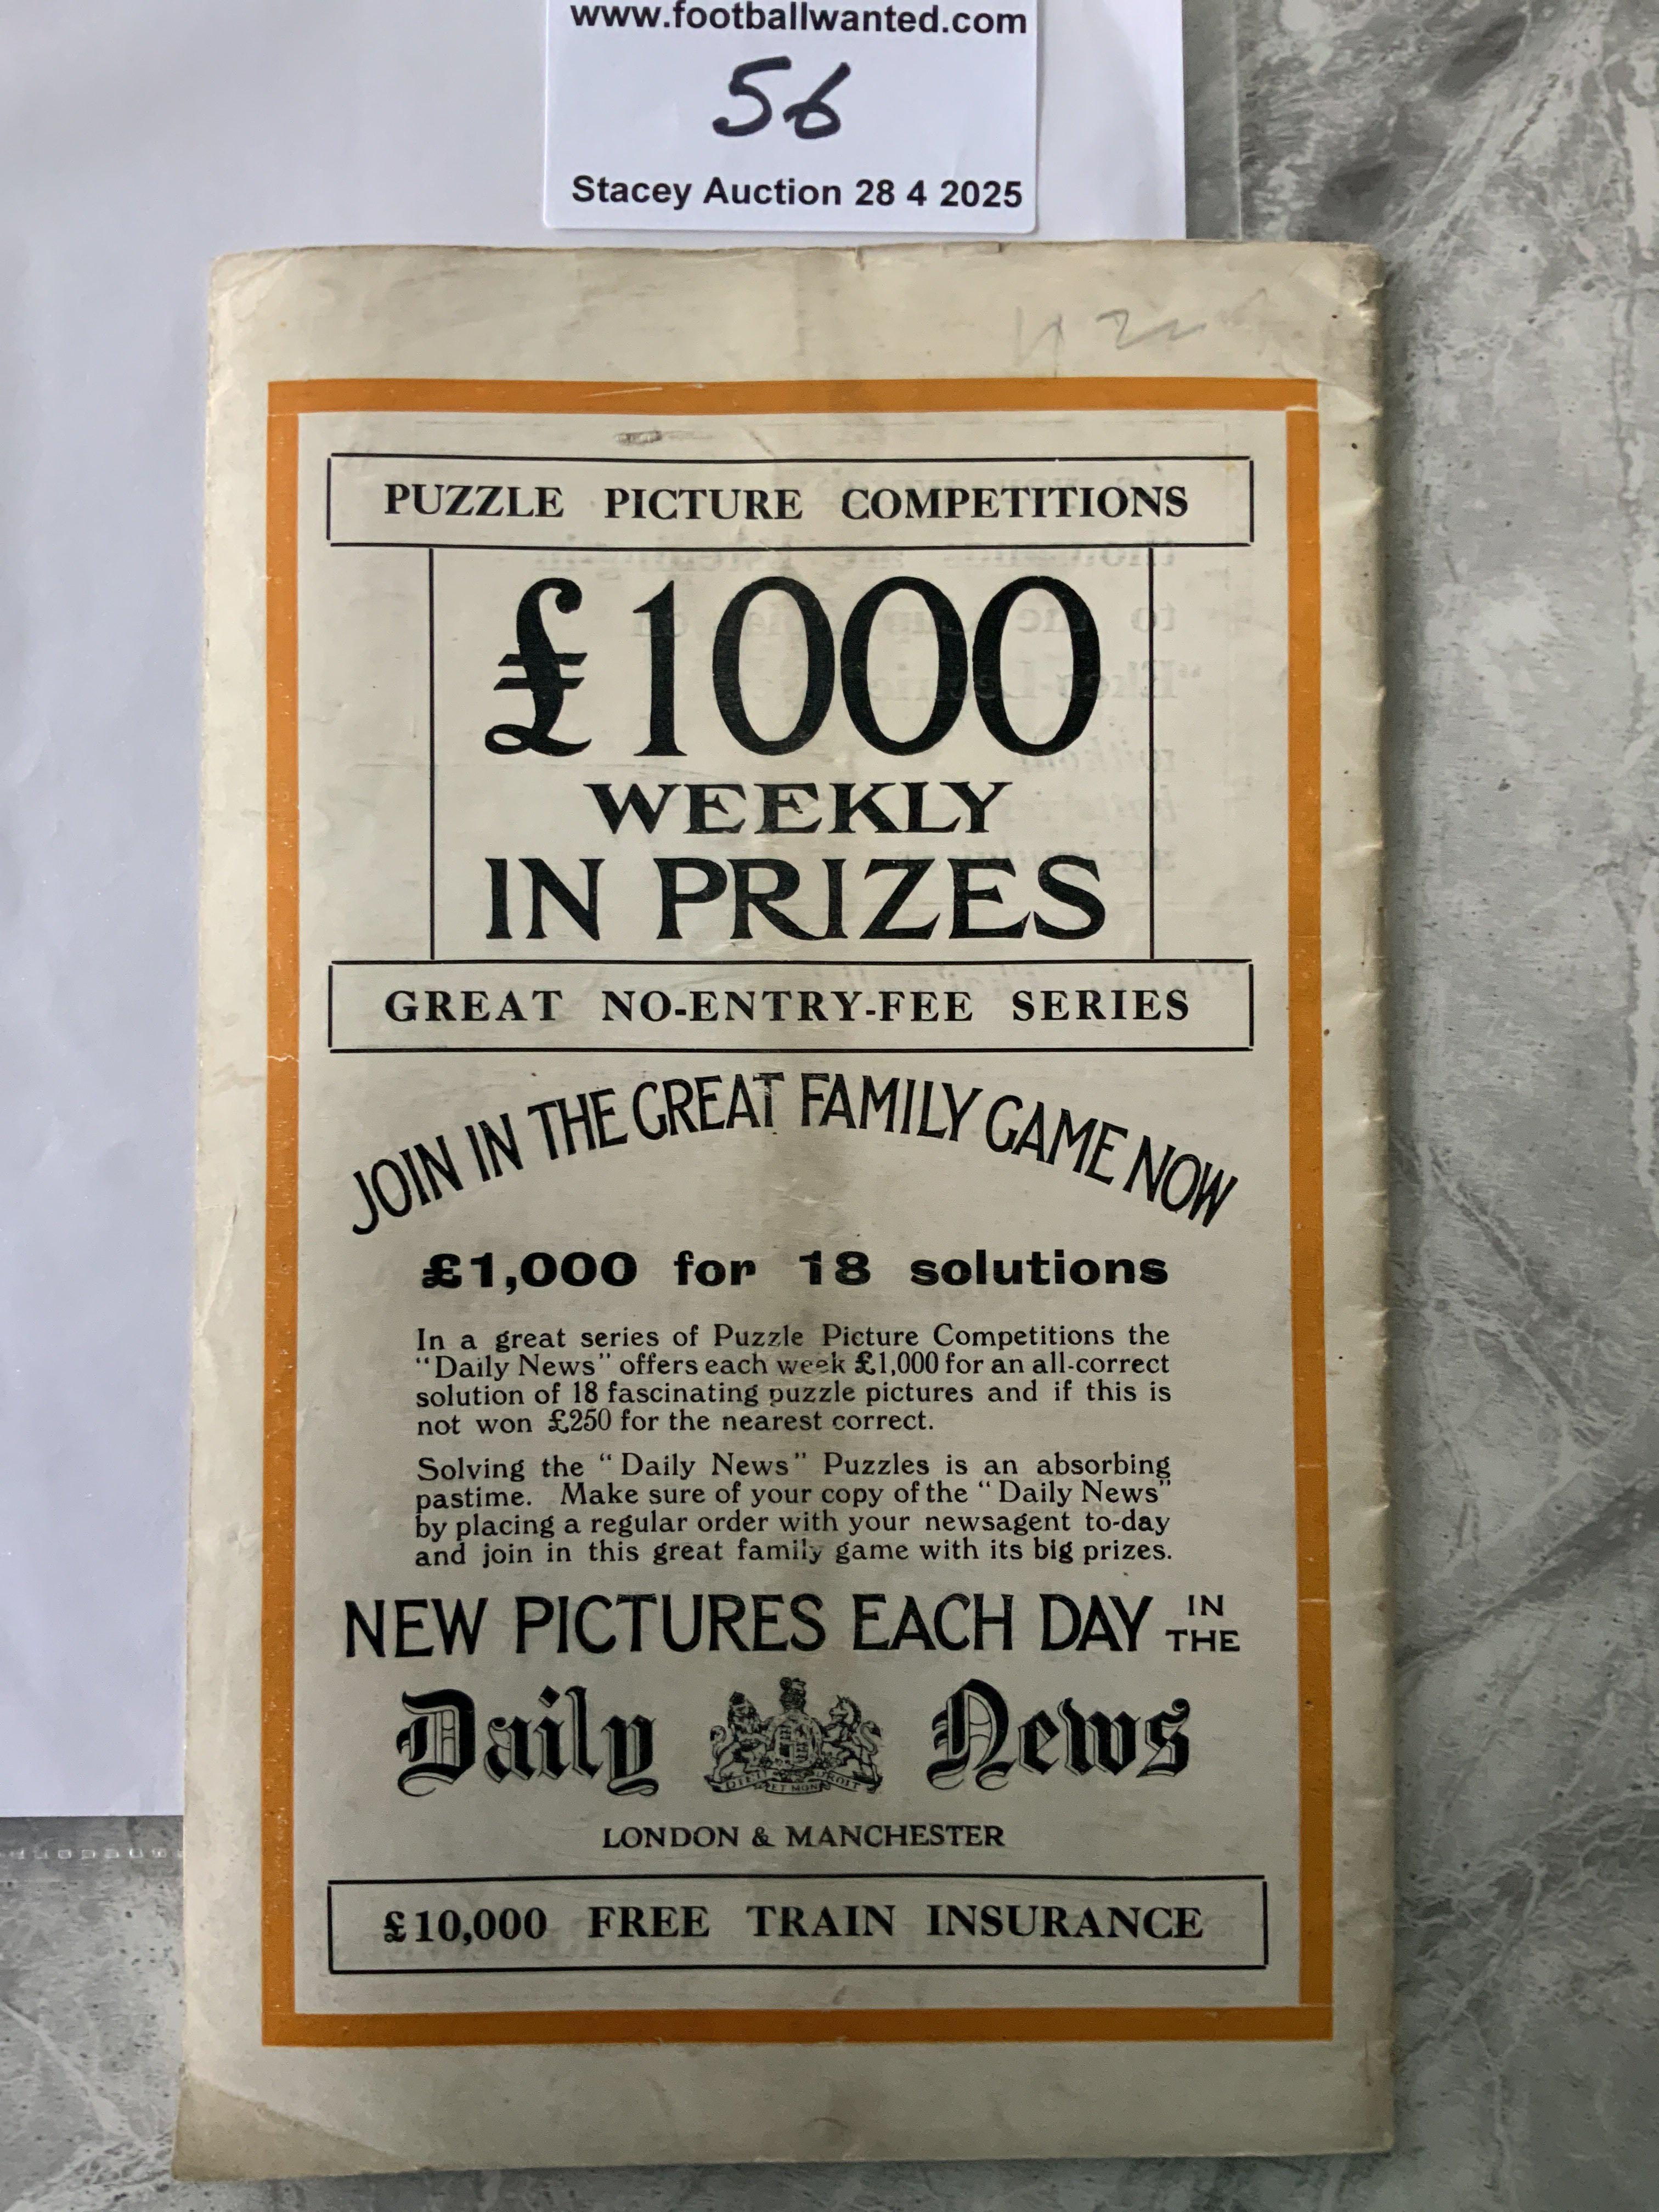 www.footballwanted.com
56
Stacey Auction 28 4 2025
PUZZLE PICTURE COMPETITIONS
£1000
WEEKLY
IN PRIZES
GREAT NO-ENTRY-FEE SERIES
JOIN IN THE GREAT FAMILY GAME NOW
£1,000 for 18 solutions
In a great series of Puzzle Picture Competitions the
"Daily News" offers each week £1,000 for an all-correct
solution of 18 fascinating puzzle pictures and if this is
not won £250 for the nearest correct.
Solving the "Daily News" Puzzles is an absorbing
pastime. Make sure of your copy of the "Daily News"
by placing a regular order with your newsagent to-day
and join in this great family game with its big prizes.
NEW PICTURES EACH DAY IN THE
Daily News
DIEU ET MON DROIT
LONDON & MANCHESTER
£10,000 FREE TRAIN INSURANCE